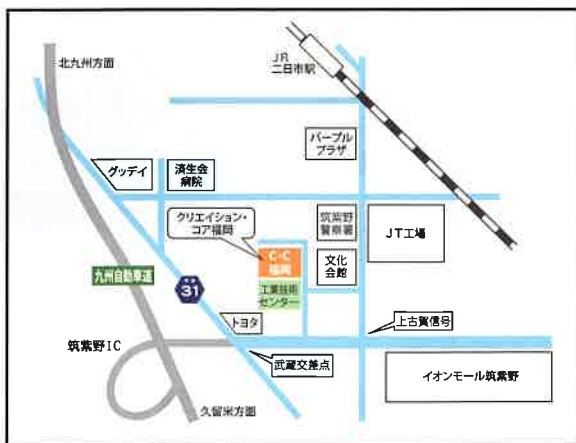 北九州方面
JR
二日市駅
パープル
プラザ
グッデイ
済生会
病院
クリエイション・
コア福岡
筑紫野
警察署
JT工場
C・C
福岡
文化
会館
九州自動車道
31
工業技術
センター
トヨタ
上古賀信号
筑紫野IC
武蔵交差点
イオンモール筑紫野
久留米方面